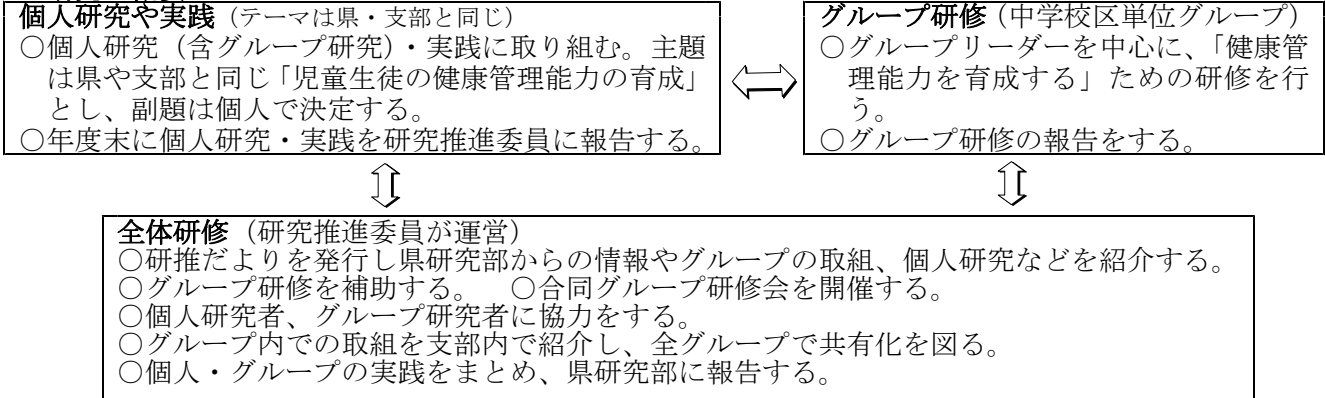 個人研究や実践(テーマは県・支部と同じ)
○個人研究(含グループ研究)・実践に取り組む。主題
は県や支部と同じ「児童生徒の健康管理能力の育成」
とし、副題は個人で決定する。
○年度末に個人研究・実践を研究推進委員に報告する。
グループ研修(中学校区単位グループ)
○グループリーダーを中心に、「健康管
理能力を育成する」ための研修を行
う。
○グループ研修の報告をする。
全体研修(研究推進委員が運営)
○研推だよりを発行し県研究部からの情報やグループの取組、個人研究などを紹介する。
○グループ研修を補助する。 ○合同グループ研修会を開催する。
○個人研究者、グループ研究者に協力をする。
○グループ内での取組を支部内で紹介し、全グループで共有化を図る。
○個人・グループの実践をまとめ、県研究部に報告する。